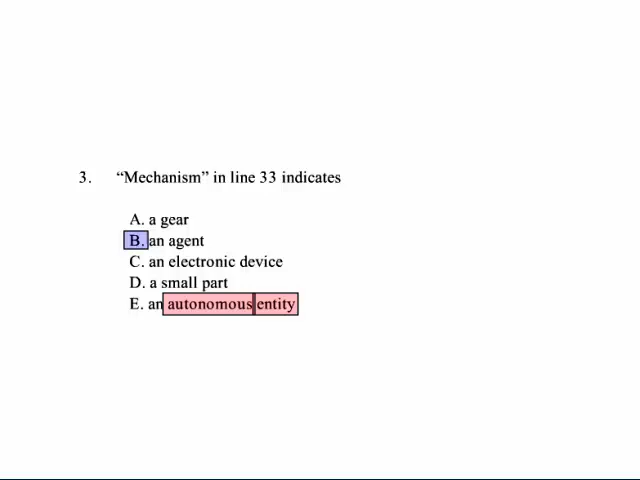 3. “Mechanism” in line 33 indicates
A. a gear
B. an agent
C. an electronic device
D. a small part
E. an autonomous entity